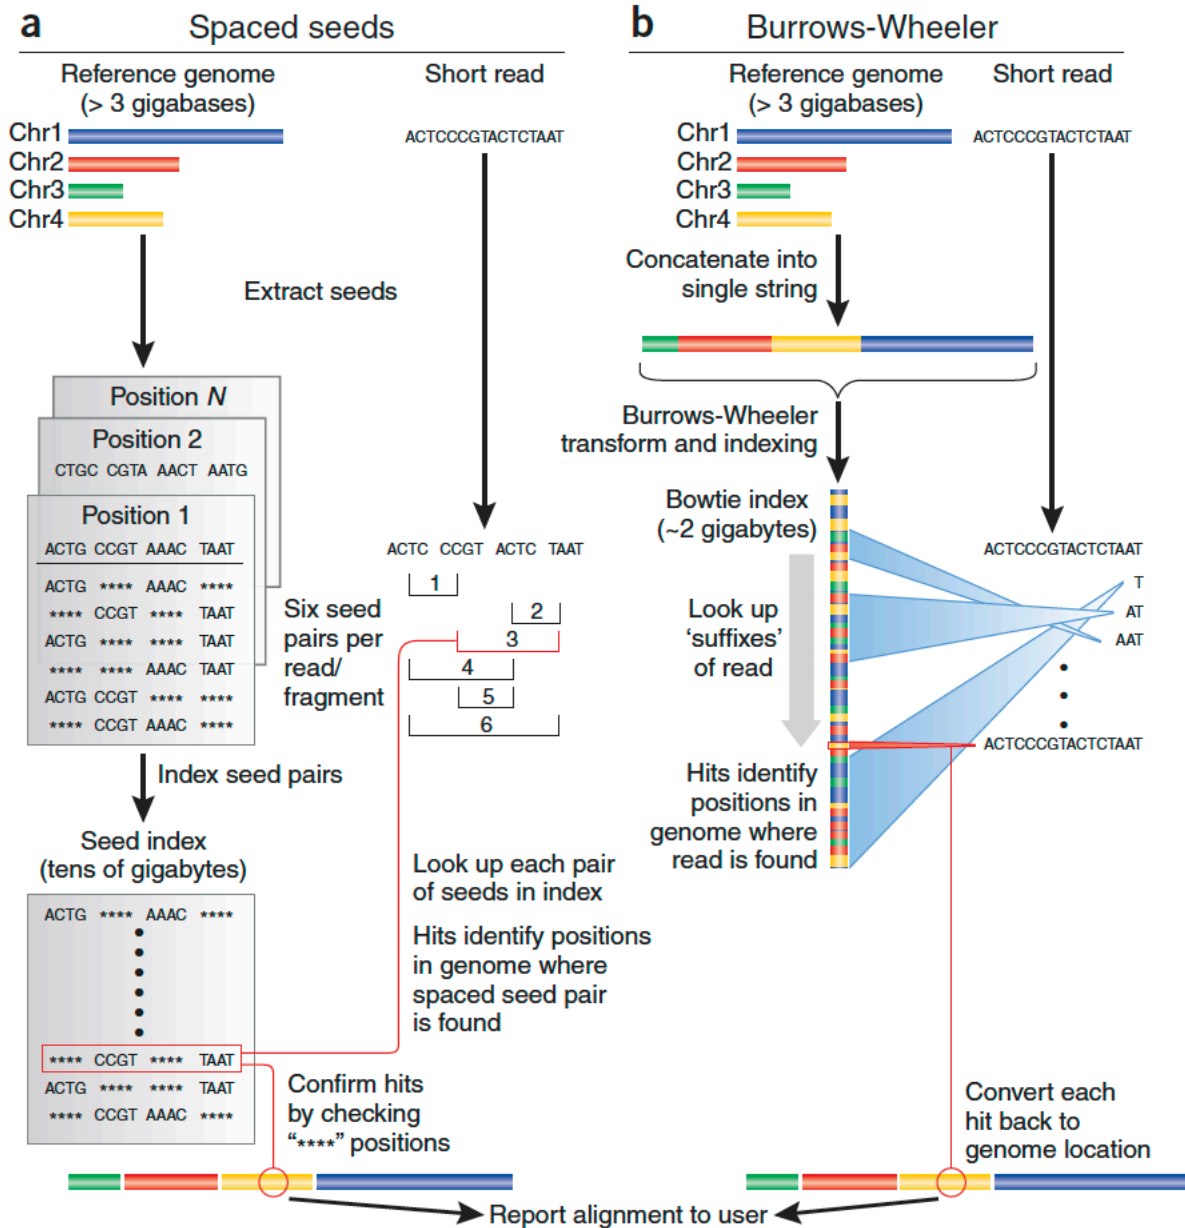 a Spaced seeds
Reference genome
(> 3 gigabases)
Short read
Chr1
Chr2
Chr3
Chr4
ACTCCCGTACTCTAAT
Extract seeds
Position N
Position 2
CTGC CCGTA AACT AATG
Position 1
ACTG CCGT AAAC TAAT
ACTG **** AAAC ****
**** CCGT **** TAAT
ACTG **** **** TAAT
**** **** AAAC TAAT
ACTG CCGT **** ****
**** CCGT AAAC ****
Six seed
pairs per
read/
fragment
ACTC CCGT ACTC TAAT
1
2
3
4
5
6
Index seed pairs
Seed index
(tens of gigabytes)
ACTG **** AAAC ****
**** CCGT **** TAAT
ACTG **** **** TAAT
**** CCGT AAAC ****
Look up each pair
of seeds in index
Hits identify positions
in genome where
spaced seed pair
is found
Confirm hits
by checking
"****" positions
b Burrows-Wheeler
Reference genome
(> 3 gigabases)
Short read
Chr1
Chr2
Chr3
Chr4
ACTCCCGTACTCTAAT
Concatenate into
single string
Burrows-Wheeler
transform and indexing
Bowtie index
(~2 gigabytes)
Look up
'suffixes'
of read
ACTCCCGTACTCTAAT
T
AT
AAT
ACTCCCGTACTCTAAT
Hits identify
positions in
genome where
read is found
Convert each
hit back to
genome location
Report alignment to user